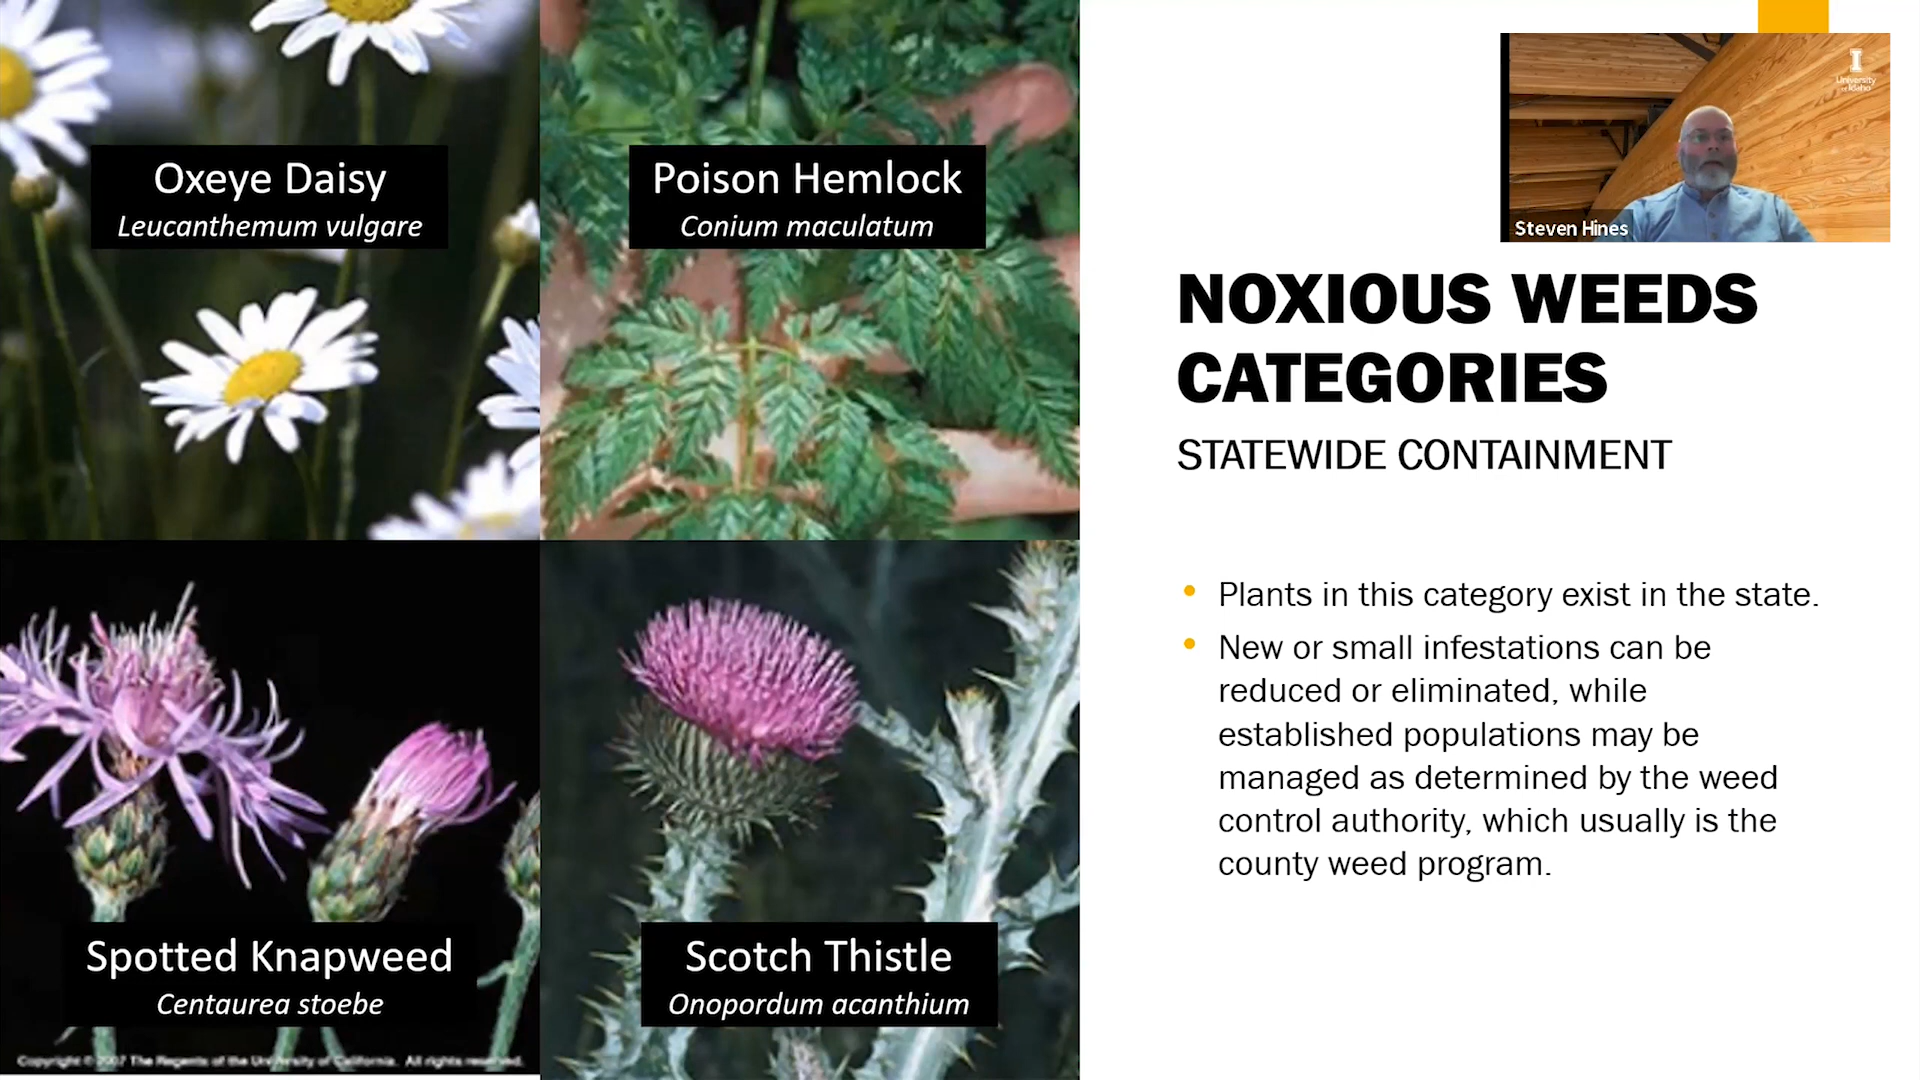 Oxeye Daisy
Leucanthemum vulgare
Poison Hemlock
Conium maculatum
University
of Idaho
Steven Hines
NOXIOUS WEEDS
CATEGORIES
STATEWIDE CONTAINMENT
• Plants in this category exist in the state.
• New or small infestations can be
reduced or eliminated, while
established populations may be
managed as determined by the weed
control authority, which usually is the
county weed program.
Spotted Knapweed
Centaurea stoebe
Scotch Thistle
Onopordum acanthium
Copyright © 2007 The Regents of the University of California. All rights reserved.